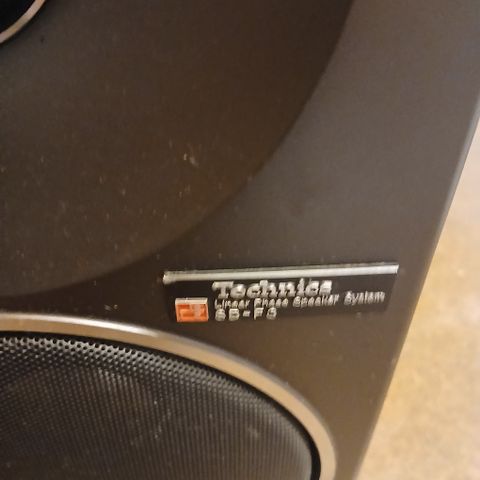 Technics
Linear Phase Speaker System
SB-F3